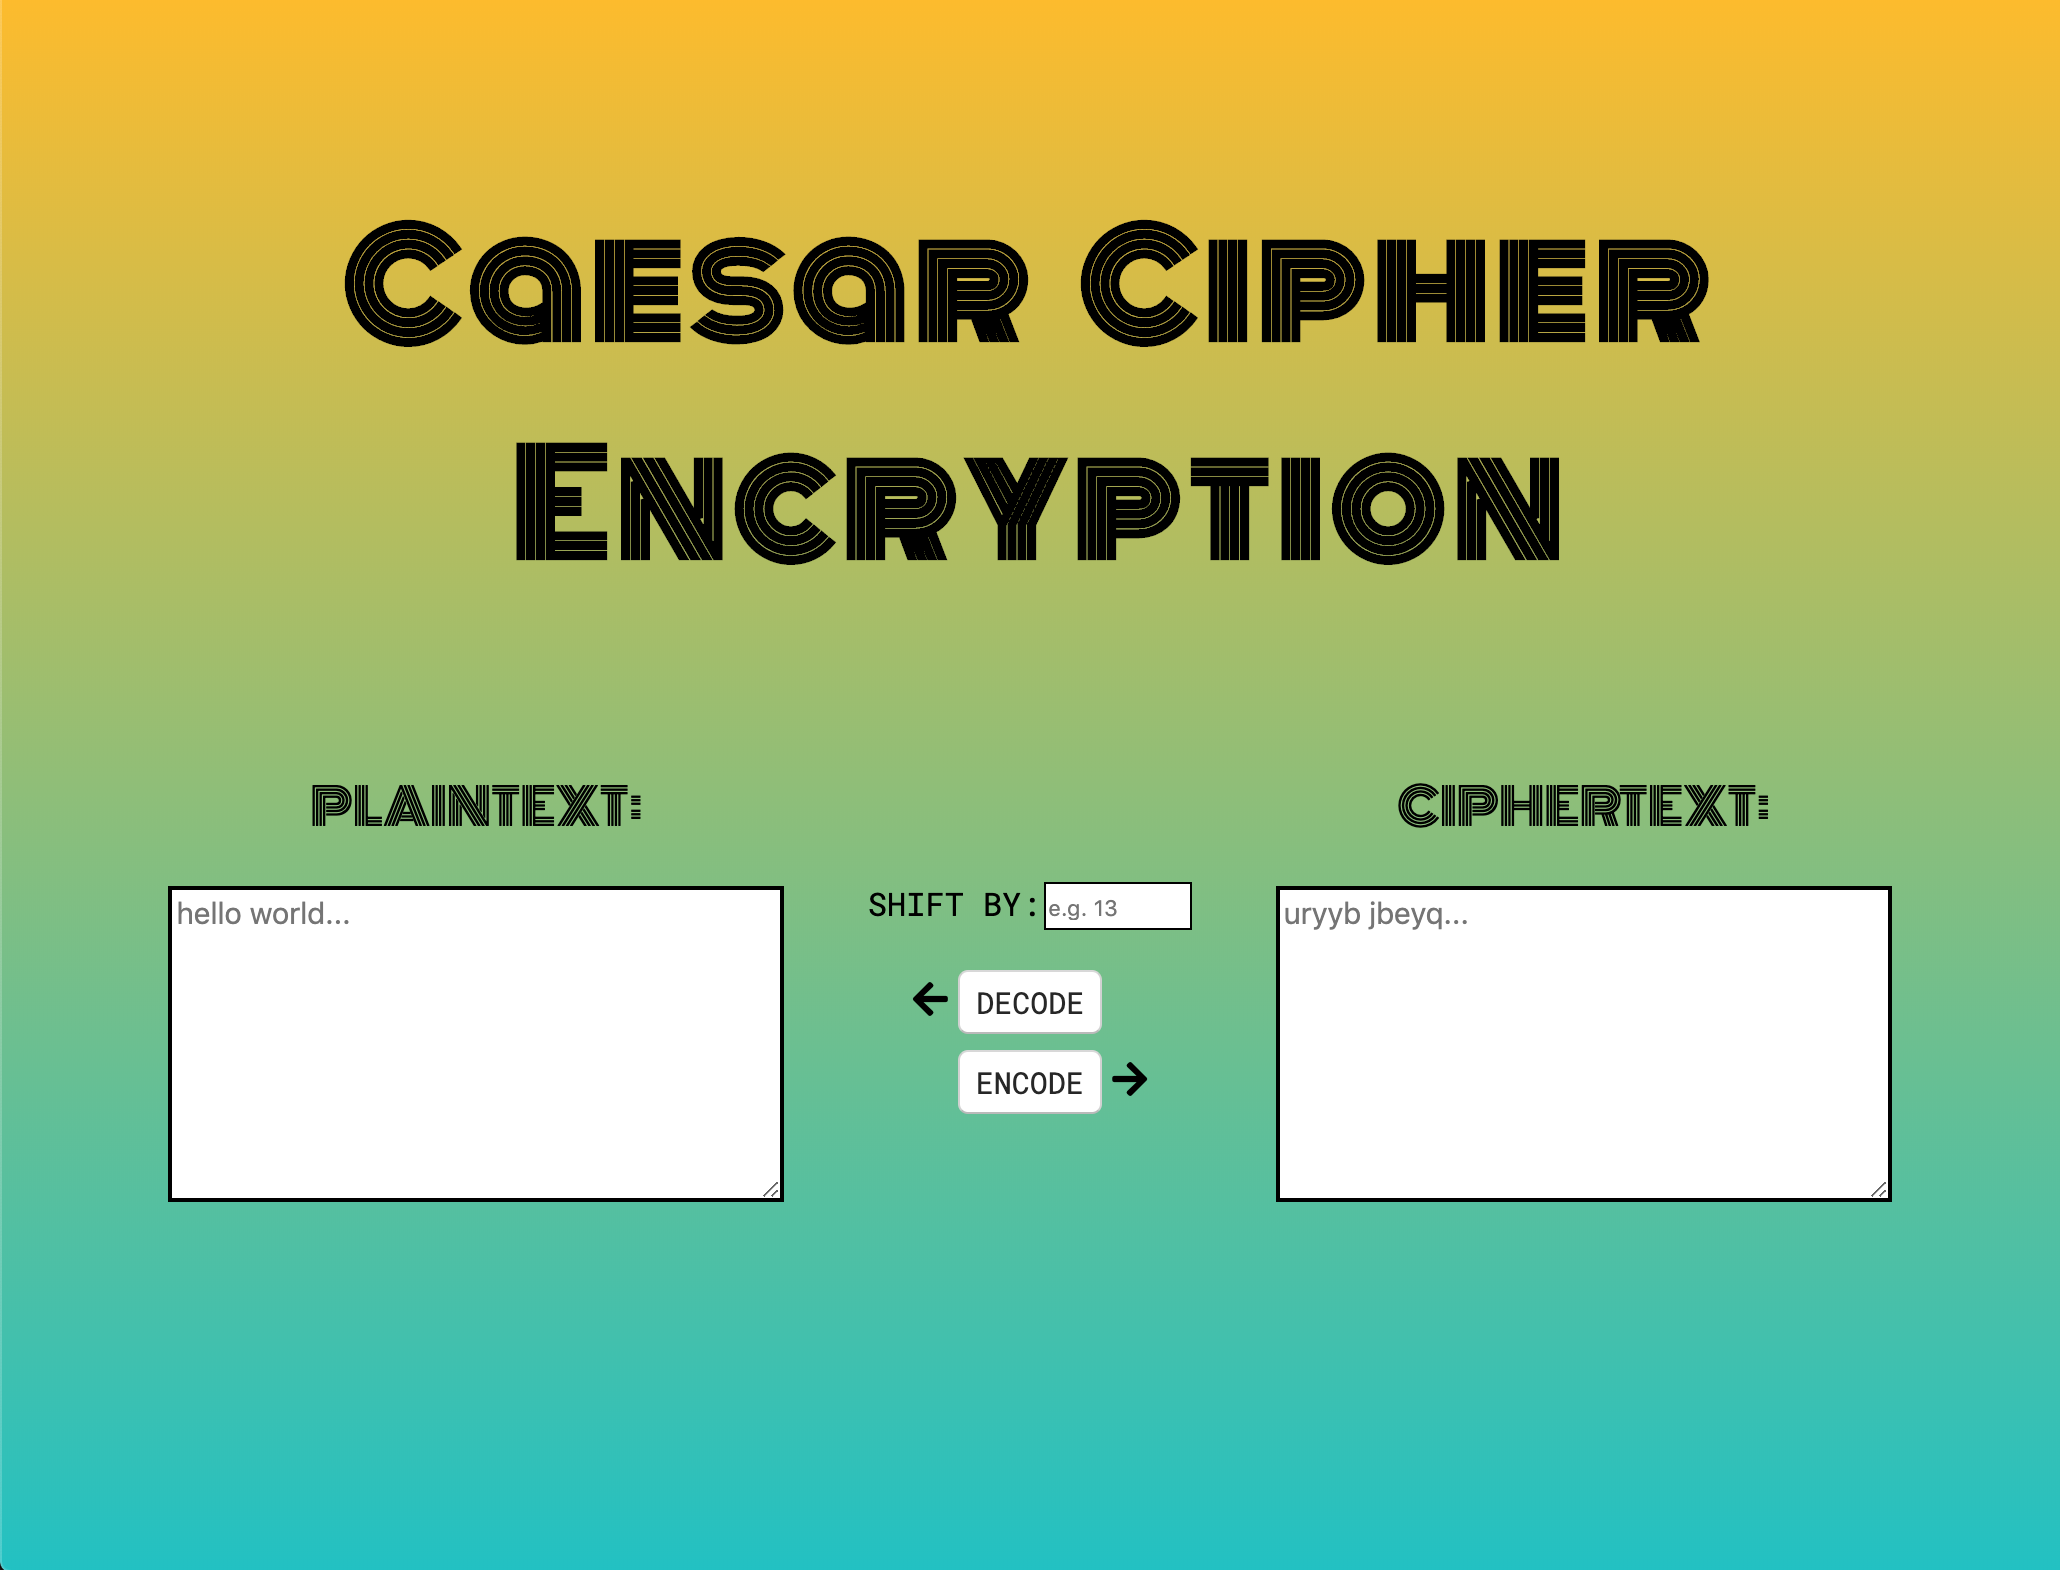 Caesar Cipher
Encryption
PLAINTEXT:
CIPHERTEXT:
hello world...
SHIFT BY: e.g. 13
uryyb jbeyq...
DECODE
ENCODE